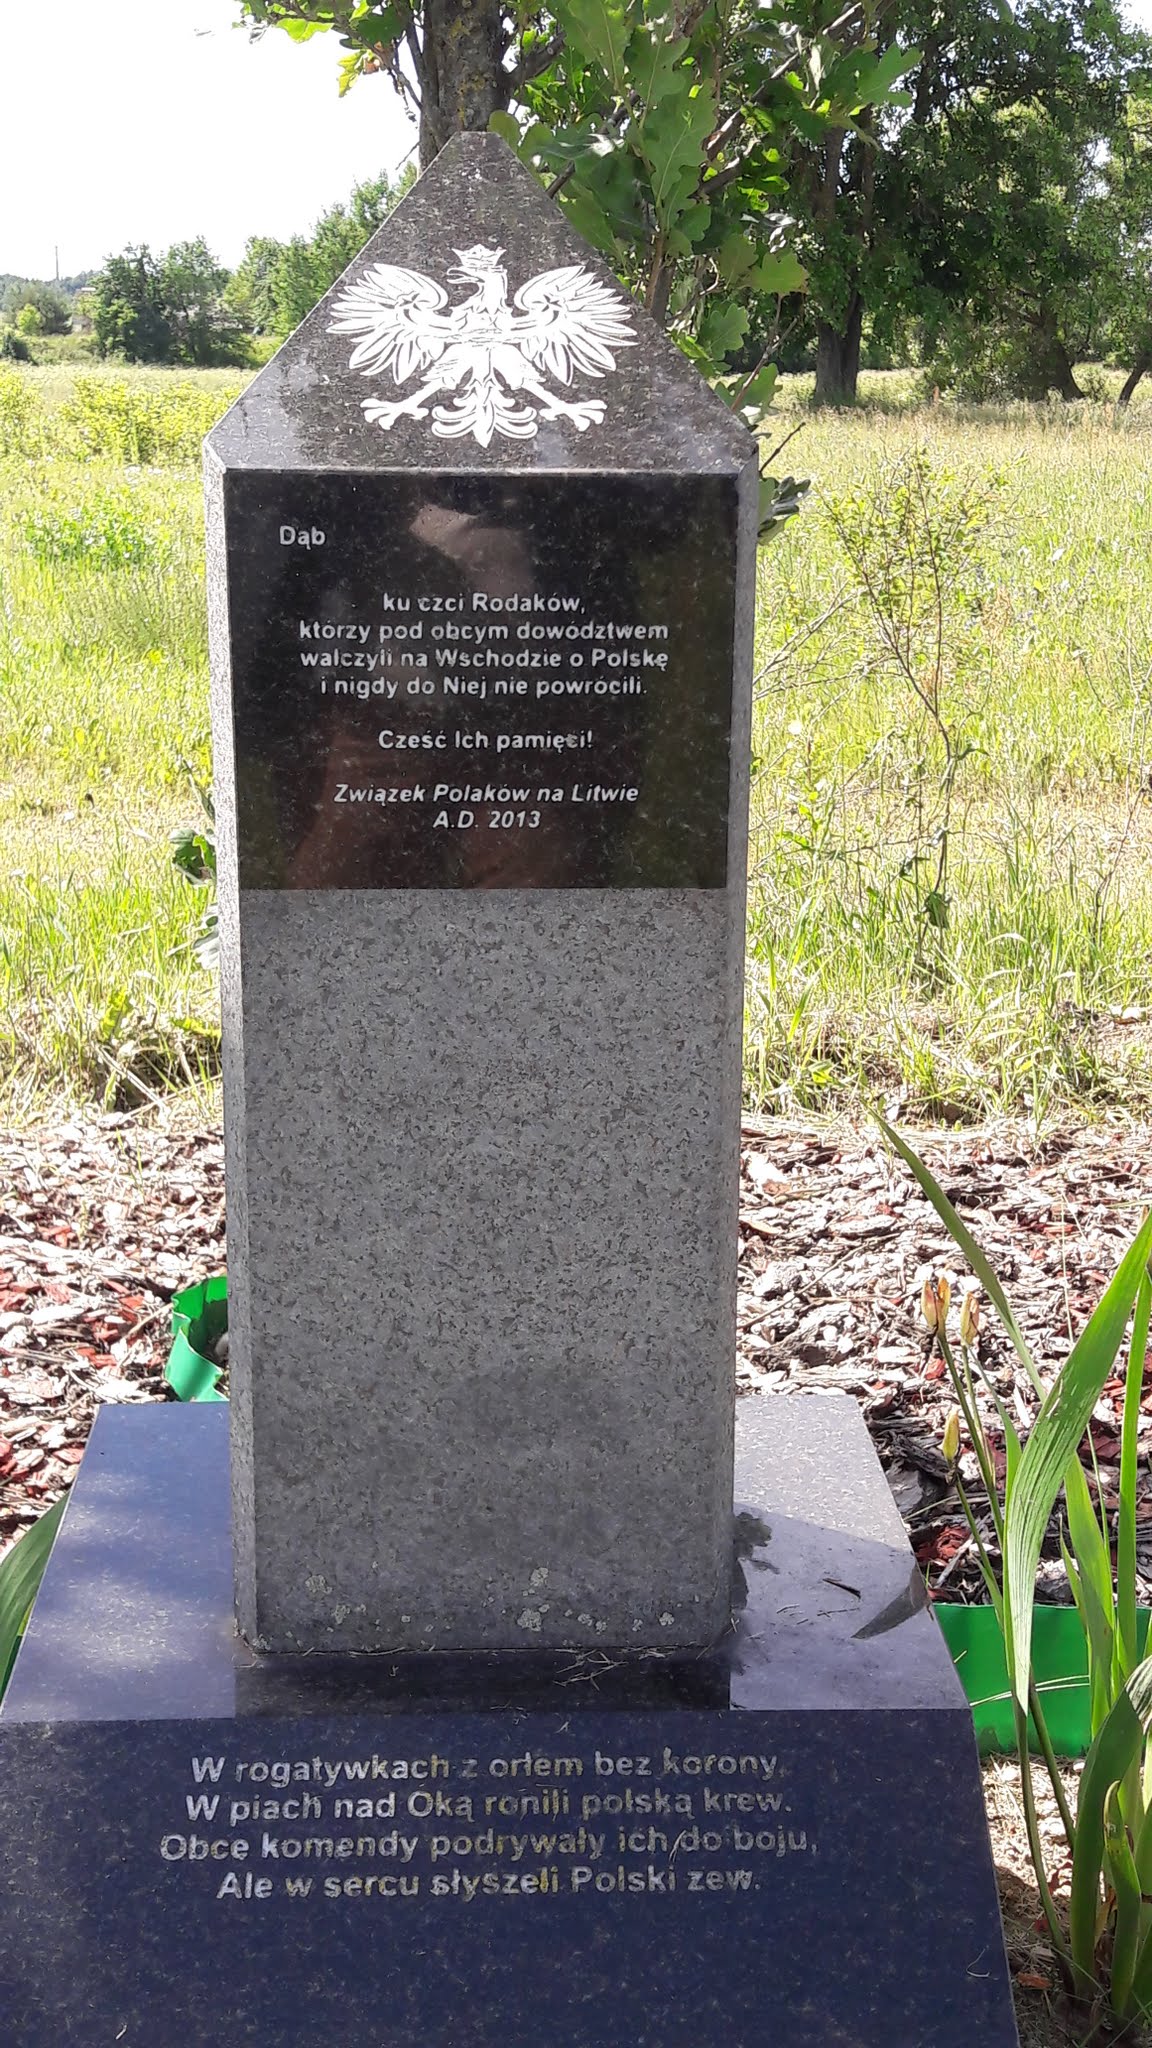 Dąb
ku czci Rodaków,
którzy pod obcym dowództwem
walczyli na Wschodzie o Polskę
i nigdy do Niej nie powrócili.
Cześć Ich pamięci!
Związek Polaków na Litwie
A.D. 2013
W rogatywkach z orłem bez korony,
W piach nad Oką ronili polską krew.
Obce komendy podrywały ich do boju,
Ale w sercu słyszeli Polski zew.